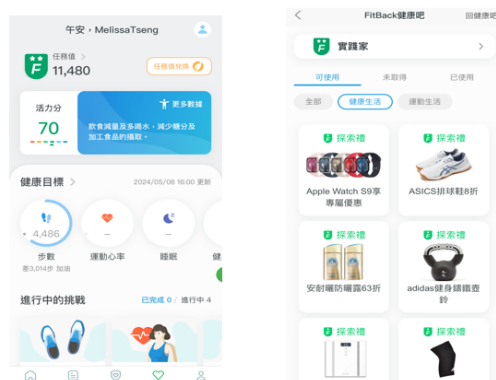 午安，MelissaTseng
任務值 >
11,480
任務值兌換
活力分
70
更多數據
飲食減量及多喝水，減少糖分及
加工食品的攝取。
健康目標 >
2024/05/08 16:00 更新
4,486
–
–
步數
運動心率
睡眠
健
差3,014步 加油
進行中的挑戰
已完成 0 / 進行中 4
FitBack健康吧
回健康吧
實踐家
可使用
未取得
已使用
全部
健康生活
運動生活
探索禮
Apple Watch S9享
專屬優惠
探索禮
ASICS排球鞋8折
探索禮
安耐曬防曬露63折
探索禮
adidas健身鑄鐵壺
鈴
探索禮
探索禮